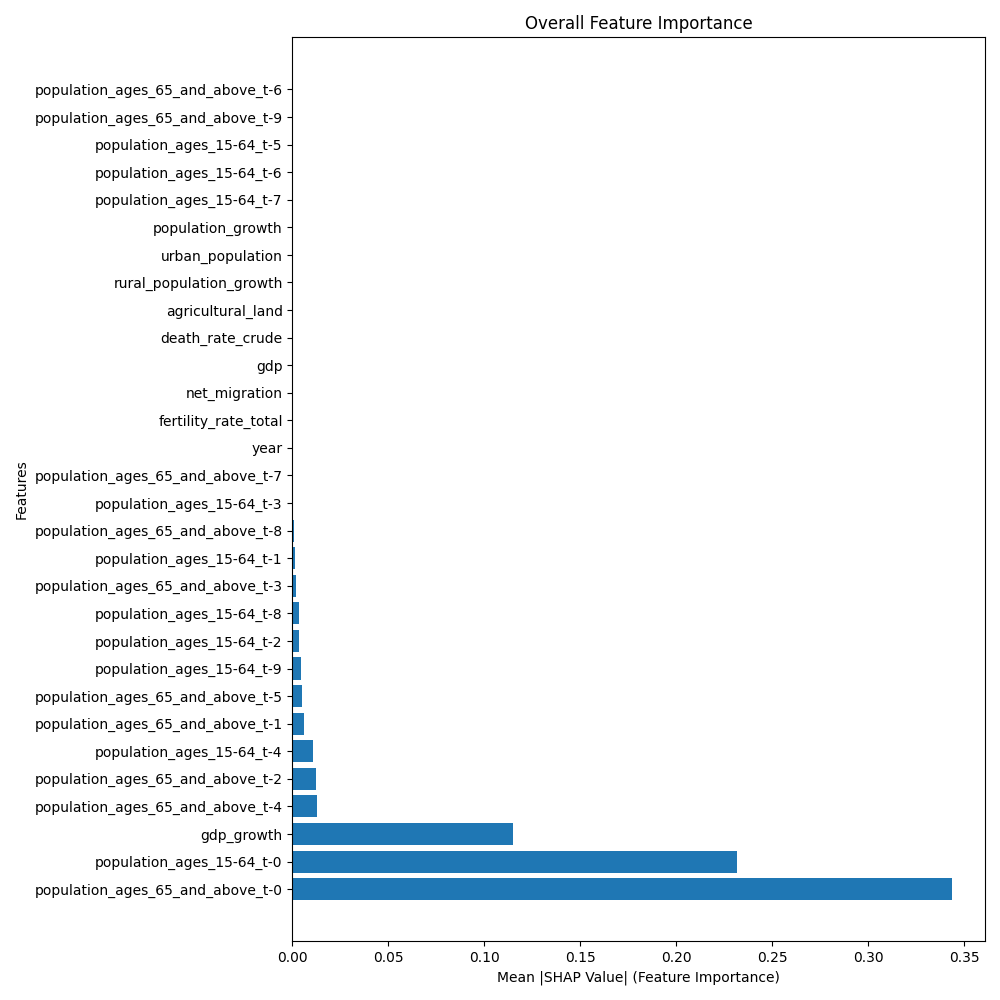 Overall Feature Importance
population_ages_65_and_above_t-6
population_ages_65_and_above_t-9
population_ages_15-64_t-5
population_ages_15-64_t-6
population_ages_15-64_t-7
population_growth
urban_population
rural_population_growth
agricultural_land
death_rate_crude
gdp
net_migration
fertility_rate_total
year
population_ages_65_and_above_t-7
population_ages_15-64_t-3
population_ages_65_and_above_t-8
population_ages_15-64_t-1
population_ages_65_and_above_t-3
population_ages_15-64_t-8
population_ages_15-64_t-2
population_ages_15-64_t-9
population_ages_65_and_above_t-5
population_ages_65_and_above_t-1
population_ages_15-64_t-4
population_ages_65_and_above_t-2
population_ages_65_and_above_t-4
gdp_growth
population_ages_15-64_t-0
population_ages_65_and_above_t-0
Features
0.00 0.05 0.10 0.15 0.20 0.25 0.30 0.35
Mean |SHAP Value| (Feature Importance)